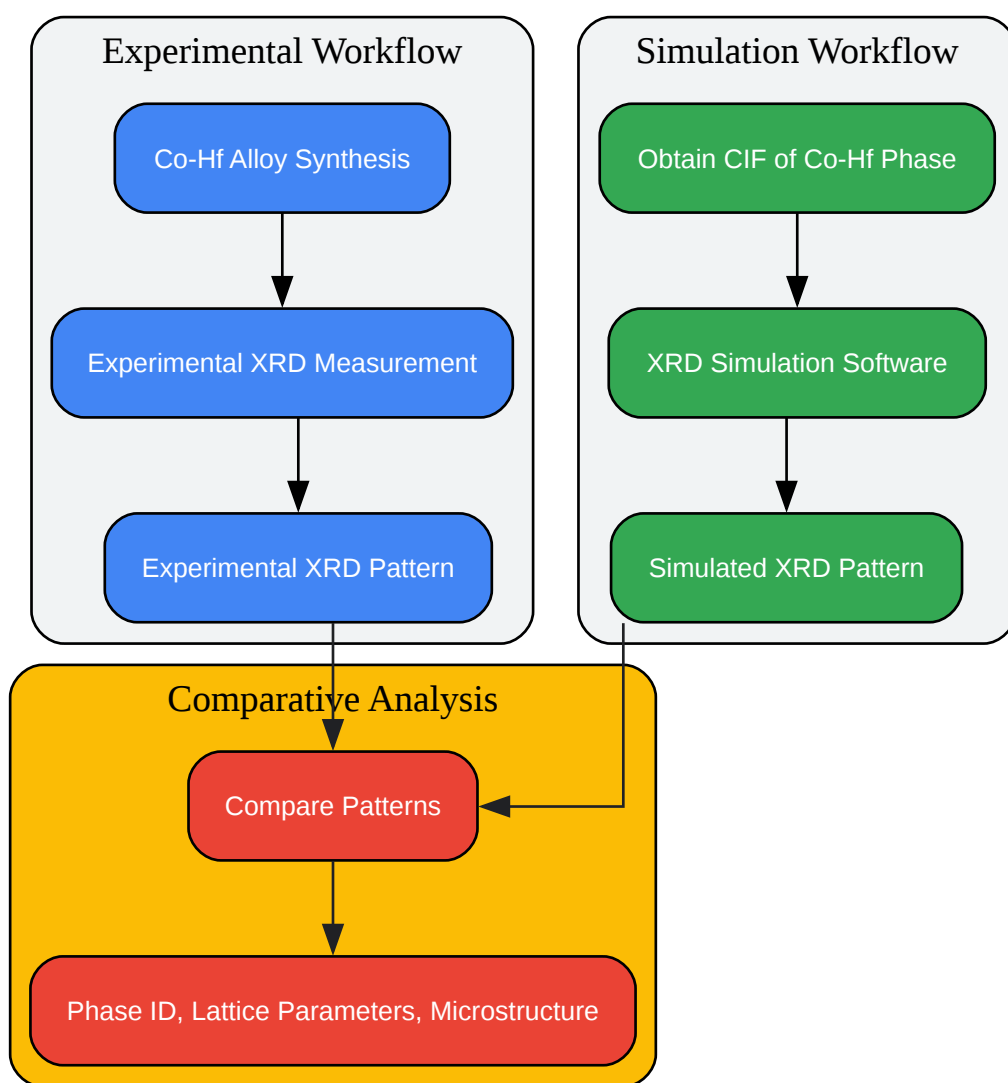 Experimental Workflow
Co-Hf Alloy Synthesis
Experimental XRD Measurement
Experimental XRD Pattern
Simulation Workflow
Obtain CIF of Co-Hf Phase
XRD Simulation Software
Simulated XRD Pattern
Comparative Analysis
Compare Patterns
Phase ID, Lattice Parameters, Microstructure